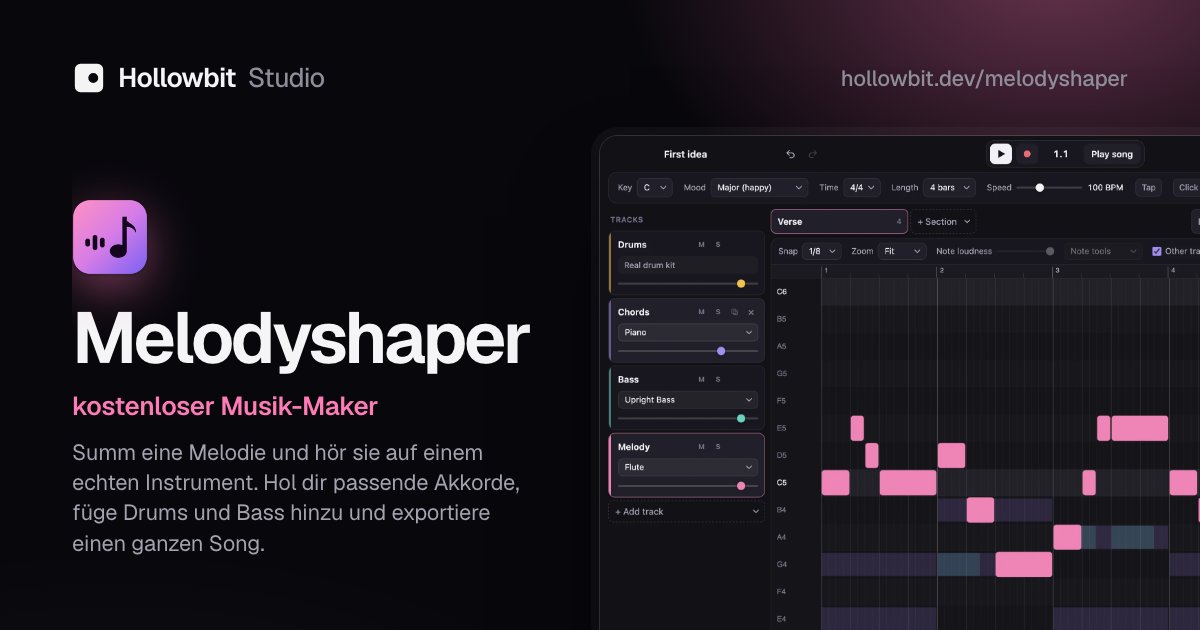 Hollowbit Studio
hollowbit.dev/melodyshaper
Melodyshaper
kostenloser Musik-Maker
Summ eine Melodie und hör sie auf einem
echten Instrument. Hol dir passende Akkorde,
füge Drums und Bass hinzu und exportiere
einen ganzen Song.
First idea
1.1 Play song
Key C Mood Major (happy) Time 4/4 Length 4 bars Speed 100 BPM Tap Click
TRACKS
Verse 4 + Section
Drums M S
Real drum kit
Chords M S
Piano
Bass M S
Upright Bass
Melody M S
Flute
+ Add track
Snap 1/8 Zoom Fit Note loudness Note tools Other
1 2 3 4
C6
B5
A5
G5
F5
E5
D5
C5
B4
A4
G4
F4
E4